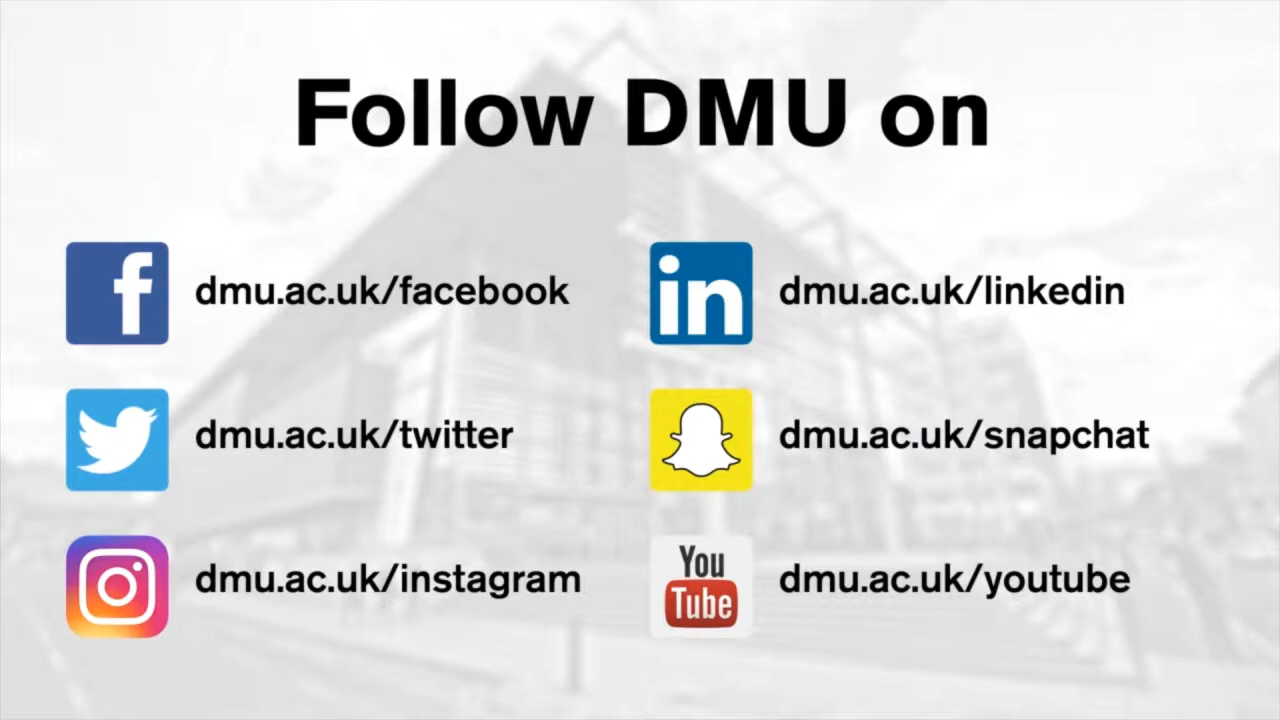 Follow DMU on
dmu.ac.uk/facebook
dmu.ac.uk/twitter
dmu.ac.uk/instagram
in
dmu.ac.uk/linkedin
dmu.ac.uk/snapchat
You
Tube
dmu.ac.uk/youtube